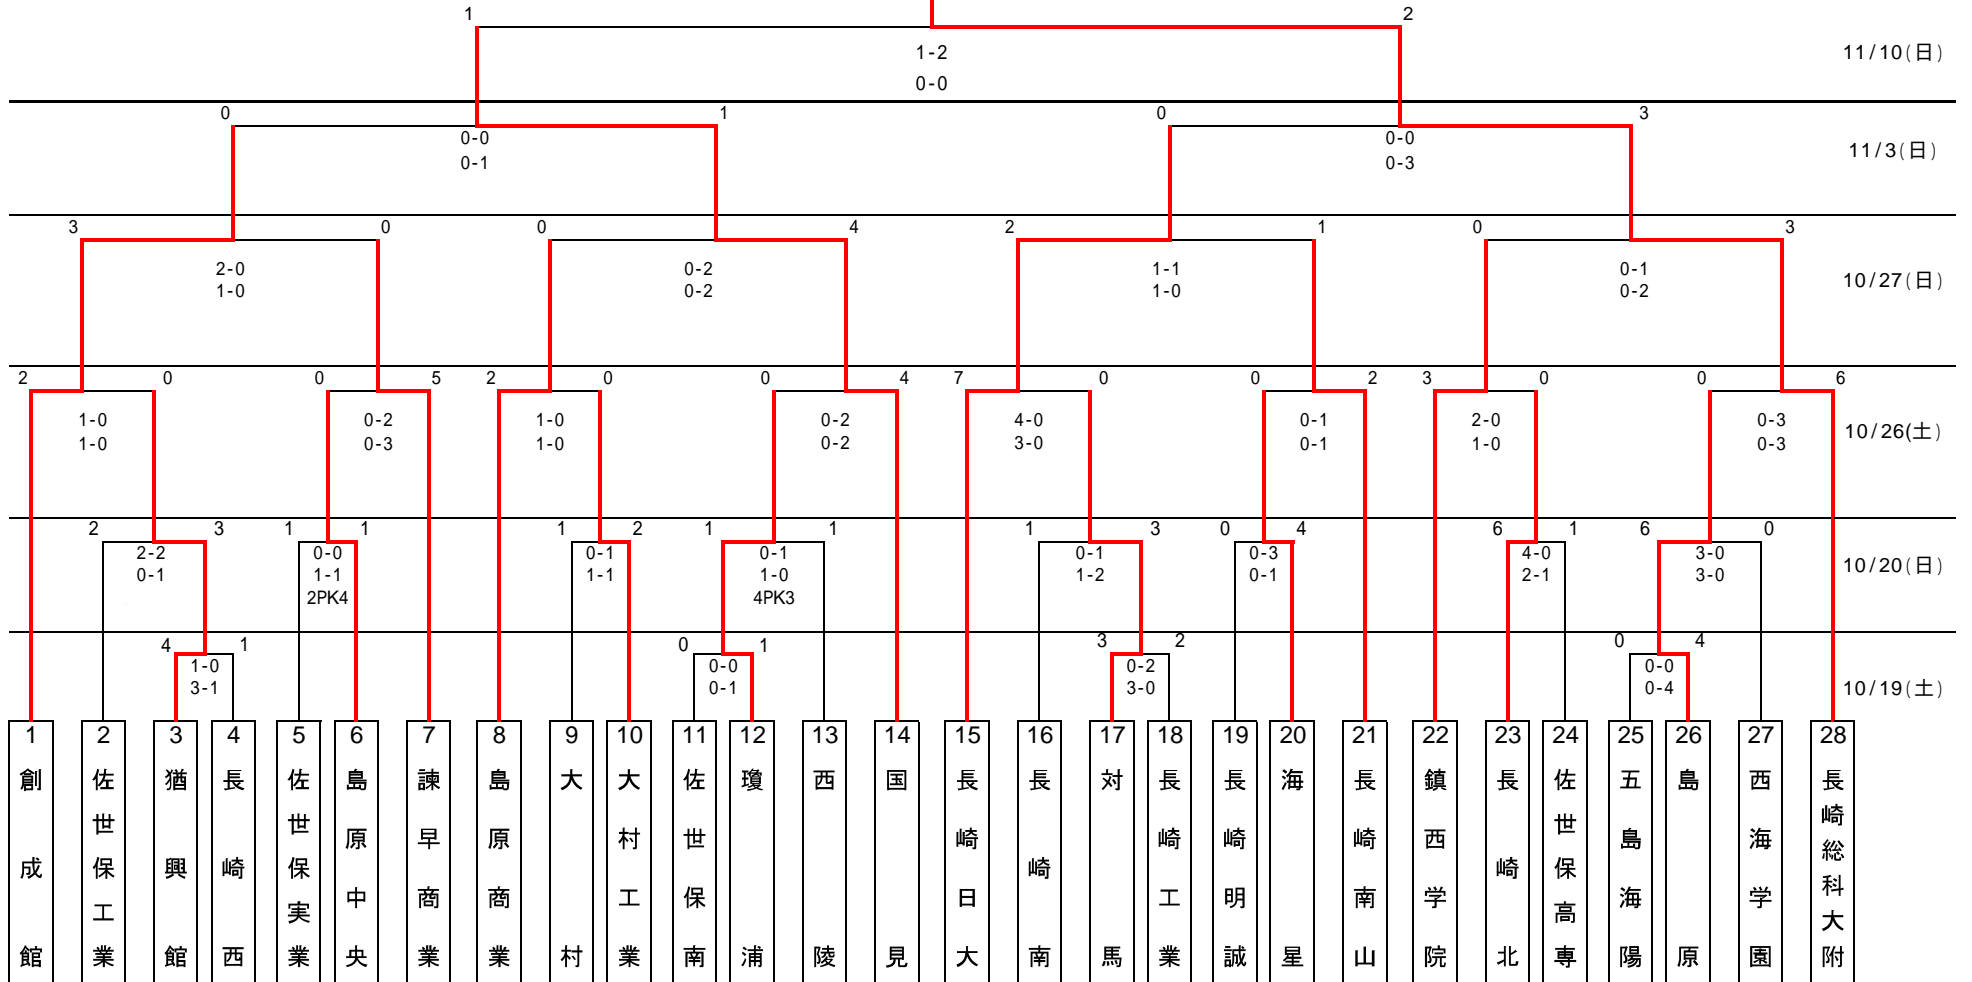 1 2
1-2 11/10(日)
0-0
0 1 0 3
0-0 0-0
0-1 0-3 11/3(日)
3 0 0 4 2 1 0 3
2-0 0-2 1-1 0-1 10/27(日)
1-0 0-2 1-0 0-2
2 0 0 5 2 0 0 4 7 0 0 2 3 0 0 6
1-0 0-2 1-0 0-2 4-0 0-1 2-0 0-3 10/26(土)
1-0 0-3 1-0 0-2 3-0 0-1 1-0 0-3
2 3 1 1 1 2 1 1 1 3 0 4 6 1 6 0
2-2 0-0 0-1 0-1 0-1 0-3 4-0 3-0 10/20(日)
0-1 1-1 1-1 1-0 1-2 0-1 2-1 3-0
2PK4 4PK3
4 1 0 1 3 2 0 4
1-0 0-0 0-2 0-0
3-1 0-1 3-0 0-4 10/19(土)
1 創成館
2 佐世保工業
3 猶興館
4 長崎西
5 佐世保実業
6 島原中央
7 諫早商業
8 島原商業
9 大村
10 大村工業
11 佐世保南
12 瓊浦
13 西陵
14 国見
15 長崎日大
16 長崎南
17 対馬
18 長崎工業
19 長崎明誠
20 海星
21 長崎南山
22 鎮西学院
23 長崎北
24 佐世保高専
25 五島海陽
26 島原
27 西海学園
28 長崎総科大附